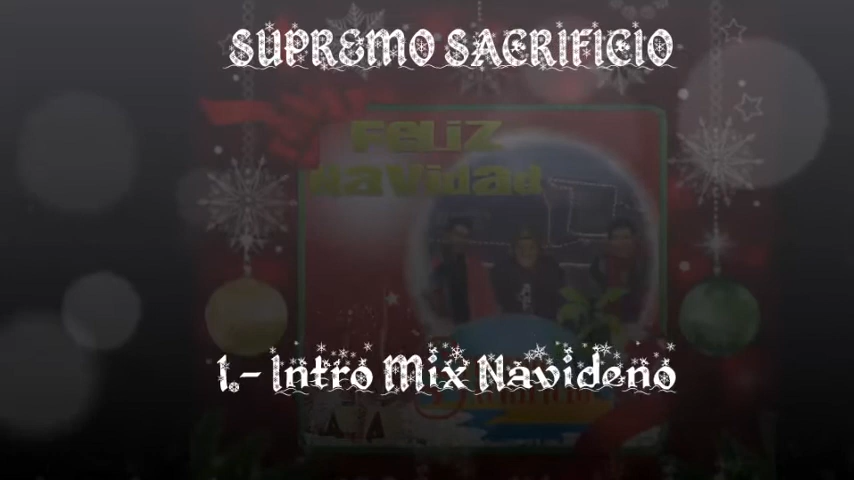 SUPREMO SACRIFICIO
FELIZ
NAVIDAD
1.- Intro Mix Navideno